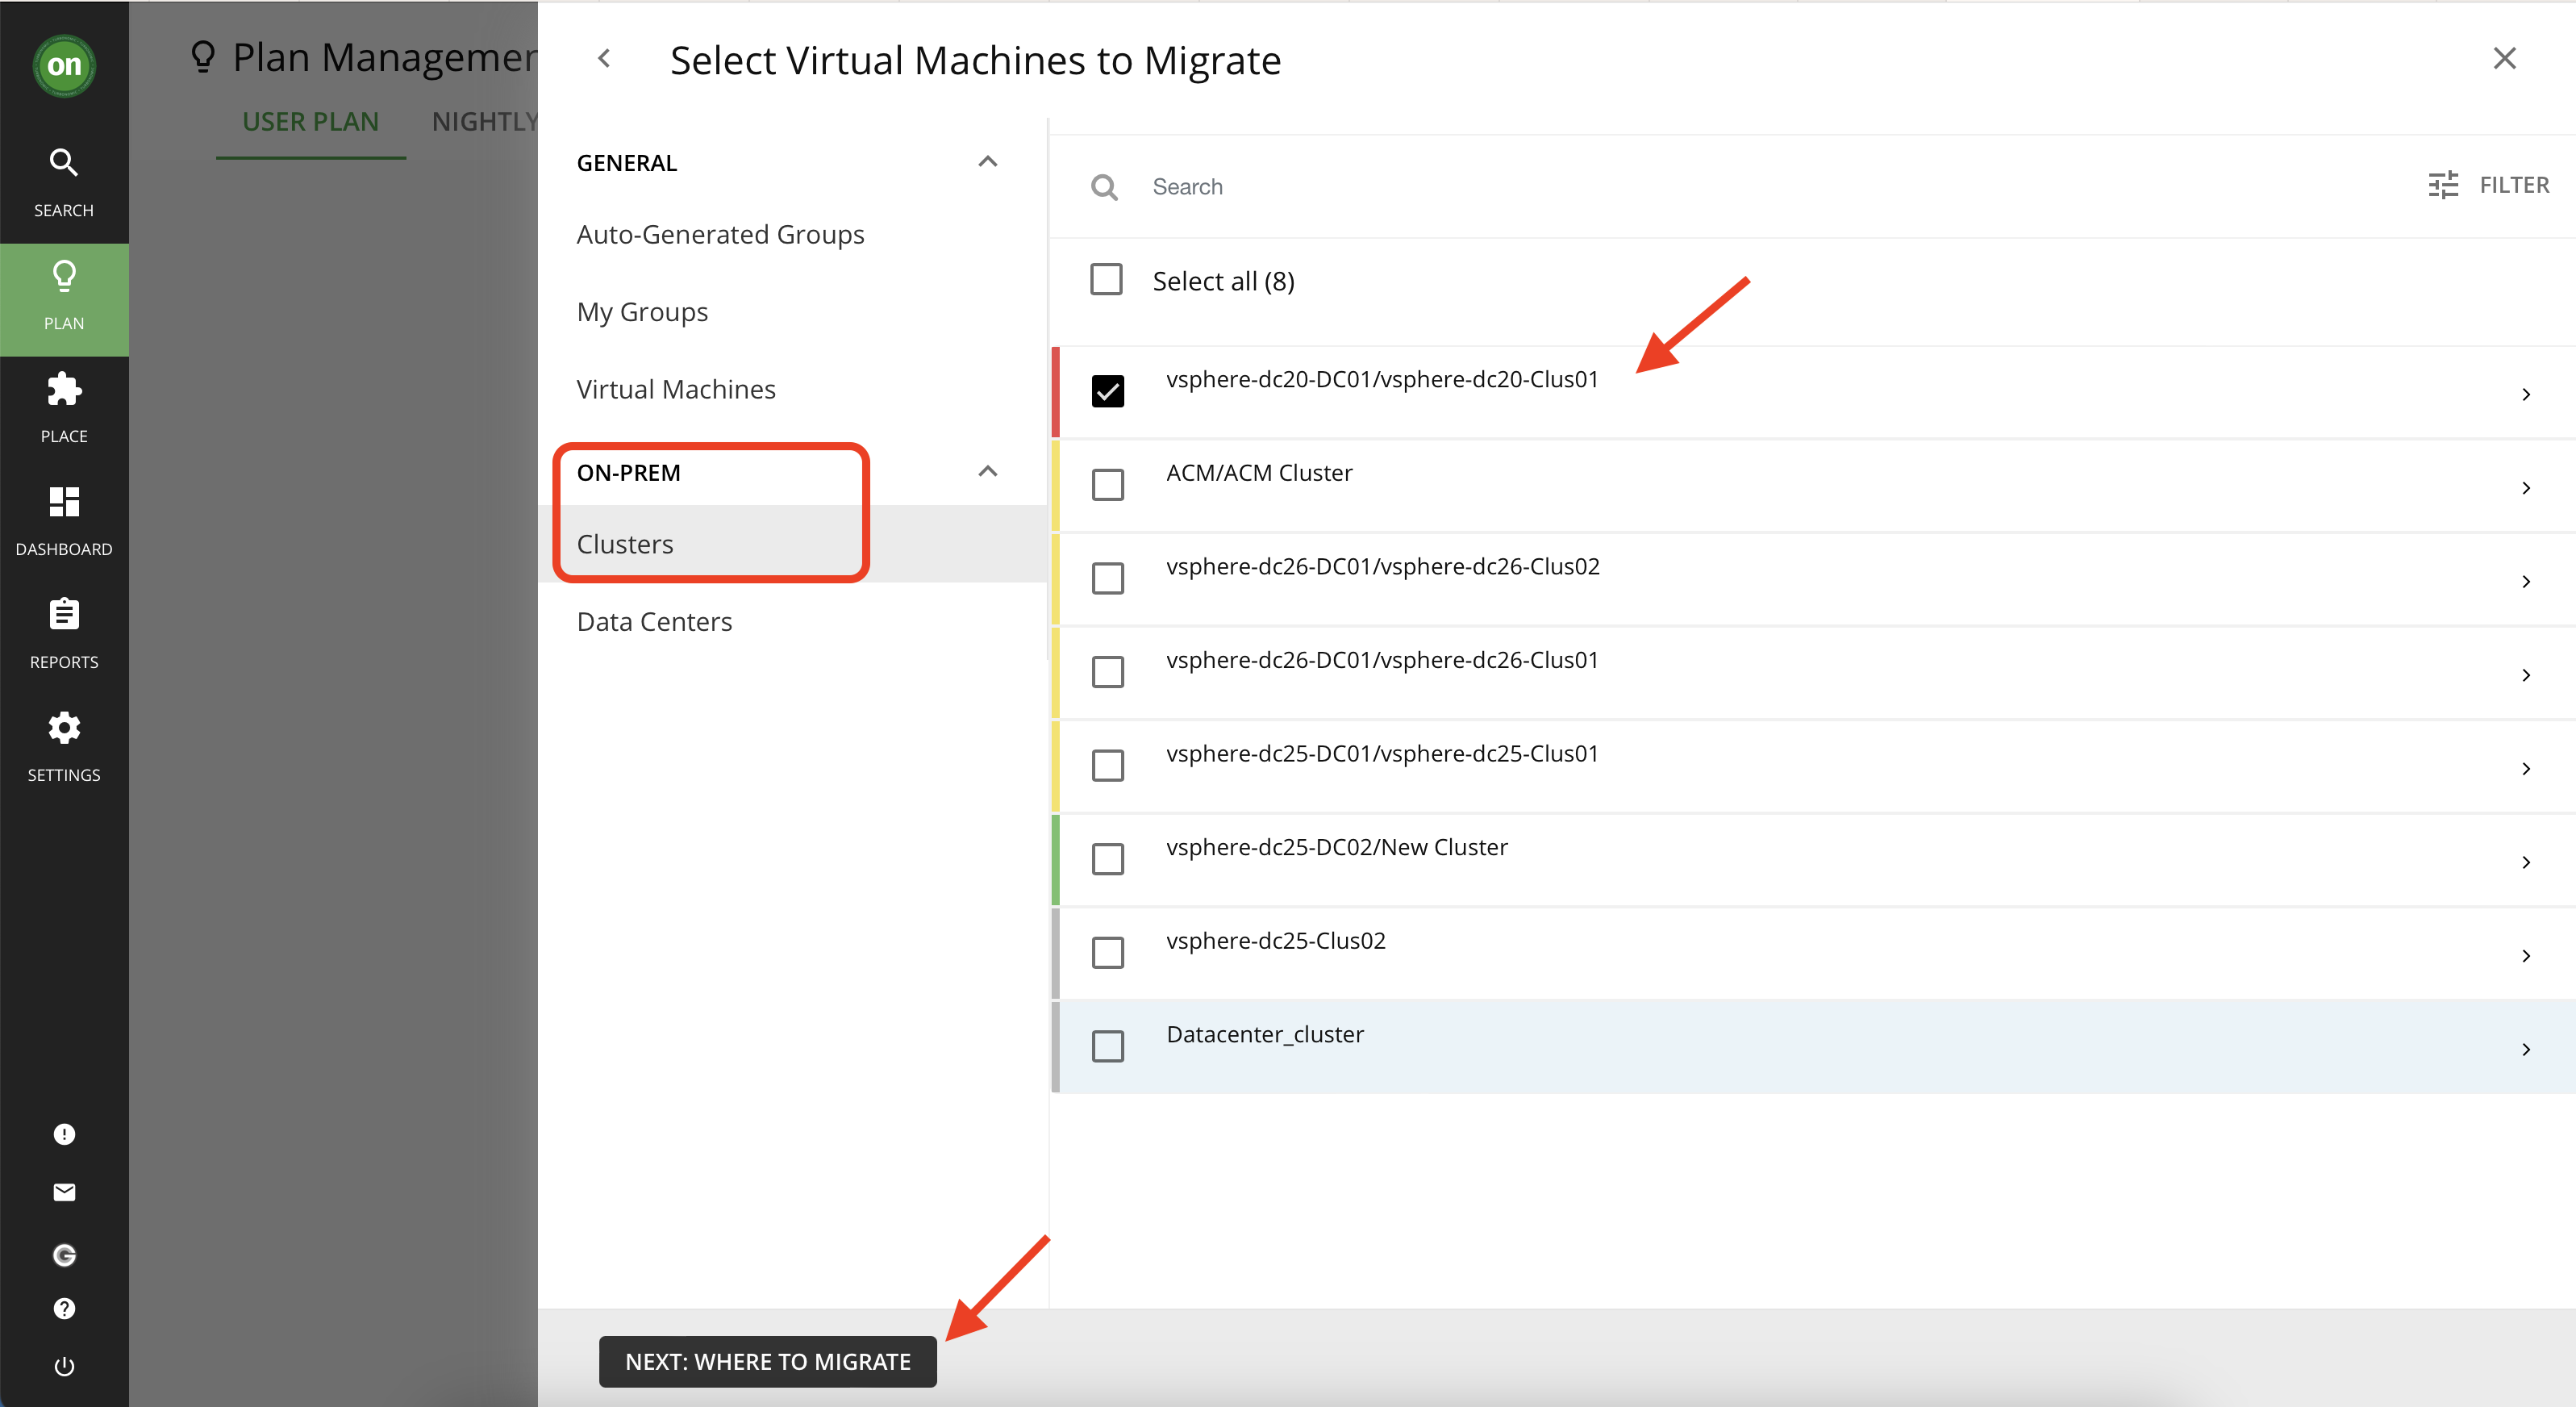 on
SEARCH
PLAN
PLACE
DASHBOARD
REPORTS
SETTINGS
Plan Managemen
USER PLAN NIGHTLY
Select Virtual Machines to Migrate
GENERAL
Auto-Generated Groups
My Groups
Virtual Machines
ON-PREM
Clusters
Data Centers
Search
FILTER
Select all (8)
vsphere-dc20-DC01/vsphere-dc20-Clus01
ACM/ACM Cluster
vsphere-dc26-DC01/vsphere-dc26-Clus02
vsphere-dc26-DC01/vsphere-dc26-Clus01
vsphere-dc25-DC01/vsphere-dc25-Clus01
vsphere-dc25-DC02/New Cluster
vsphere-dc25-Clus02
Datacenter_cluster
NEXT: WHERE TO MIGRATE